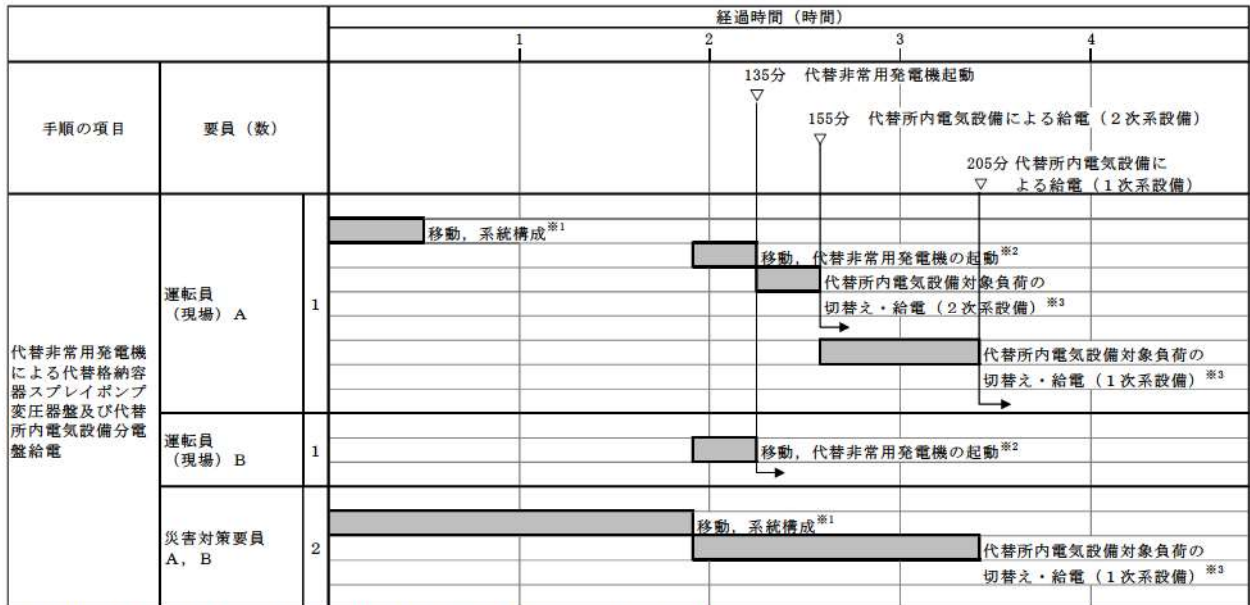 経過時間（時間）
1 2 3 4
手順の項目
要員（数）
135分 代替非常用発電機起動
▽
155分 代替所内電気設備による給電（２次系設備）
▽
205分 代替所内電気設備に
▽ よる給電（１次系設備）
代替非常用発電機
による代替格納容
器スプレイポンプ
変圧器盤及び代替
所内電気設備分電
盤給電
運転員
（現場）Ａ
1
移動，系統構成※1
移動，代替非常用発電機の起動※2
代替所内電気設備対象負荷の
切替え・給電（２次系設備）※3
代替所内電気設備対象負荷の
切替え・給電（１次系設備）※3
運転員
（現場）Ｂ
1
移動，代替非常用発電機の起動※2
災害対策要員
Ａ，Ｂ
2
移動，系統構成※1
代替所内電気設備対象負荷の
切替え・給電（１次系設備）※3